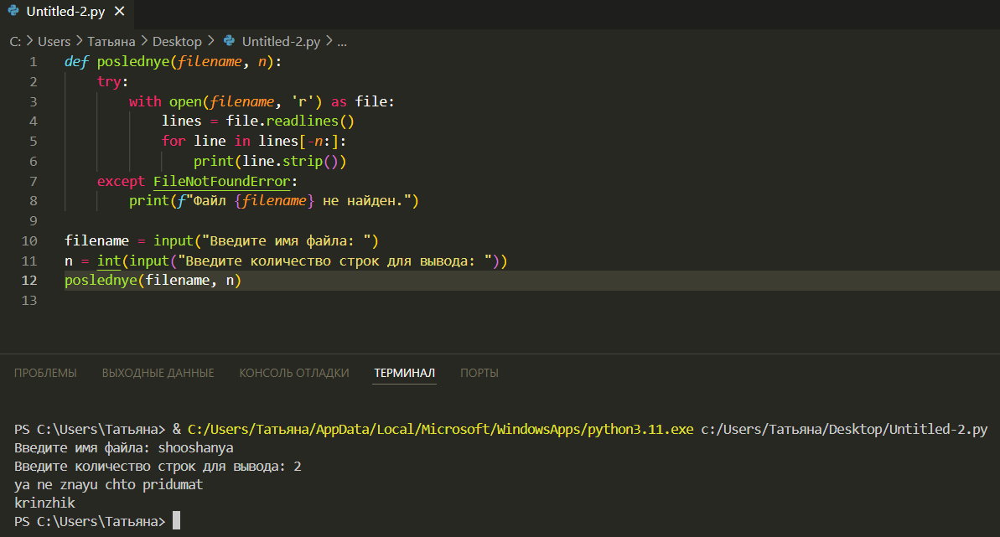 Untitled-2.py
C: > Users > Татьяна > Desktop > Untitled-2.py > ...
1 def poslednye(filename, n):
2     try:
3         with open(filename, 'r') as file:
4             lines = file.readlines()
5             for line in lines[-n:]:
6                 print(line.strip())
7     except FileNotFoundError:
8         print(f"Файл {filename} не найден.")
9
10 filename = input("Введите имя файла: ")
11 n = int(input("Введите количество строк для вывода: "))
12 poslednye(filename, n)
13
ПРОБЛЕМЫ ВЫХОДНЫЕ ДАННЫЕ КОНСОЛЬ ОТЛАДКИ ТЕРМИНАЛ ПОРТЫ
PS C:\Users\Татьяна> & C:/Users/Татьяна/AppData/Local/Microsoft/WindowsApps/python3.11.exe c:/Users/Татьяна/Desktop/Untitled-2.py
Введите имя файла: shooshanya
Введите количество строк для вывода: 2
ya ne znayu chto pridumat
krinzhik
PS C:\Users\Татьяна>